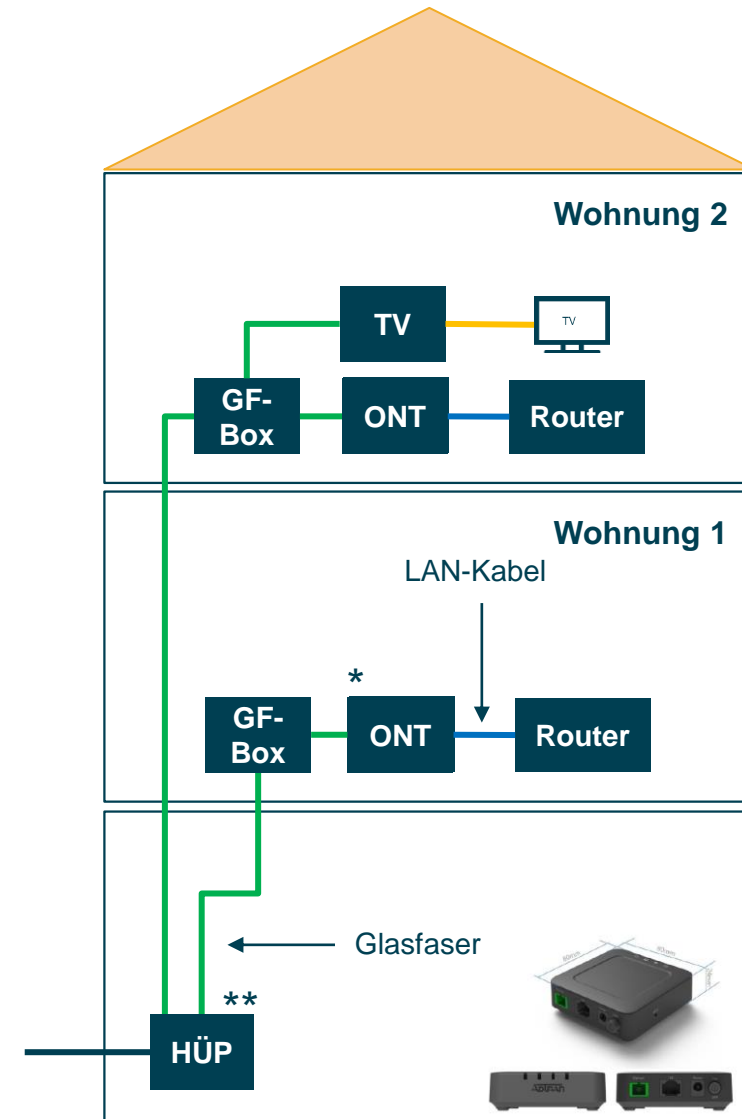 Wohnung 2
TV
TV
GF-
Box
ONT
Router
Wohnung 1
LAN-Kabel
*
GF-
Box
ONT
Router
Glasfaser
**
HÜP